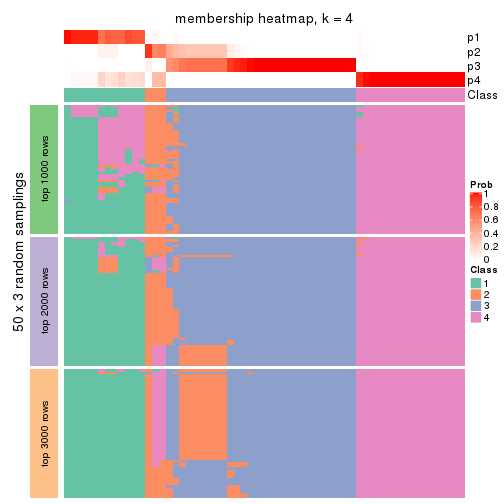 membership heatmap, k = 4
p1
p2
p3
p4
Class
50 x 3 random samplings
top 1000 rows
top 2000 rows
top 3000 rows
Prob
1
0.8
0.6
0.4
0.2
0
Class
1
2
3
4